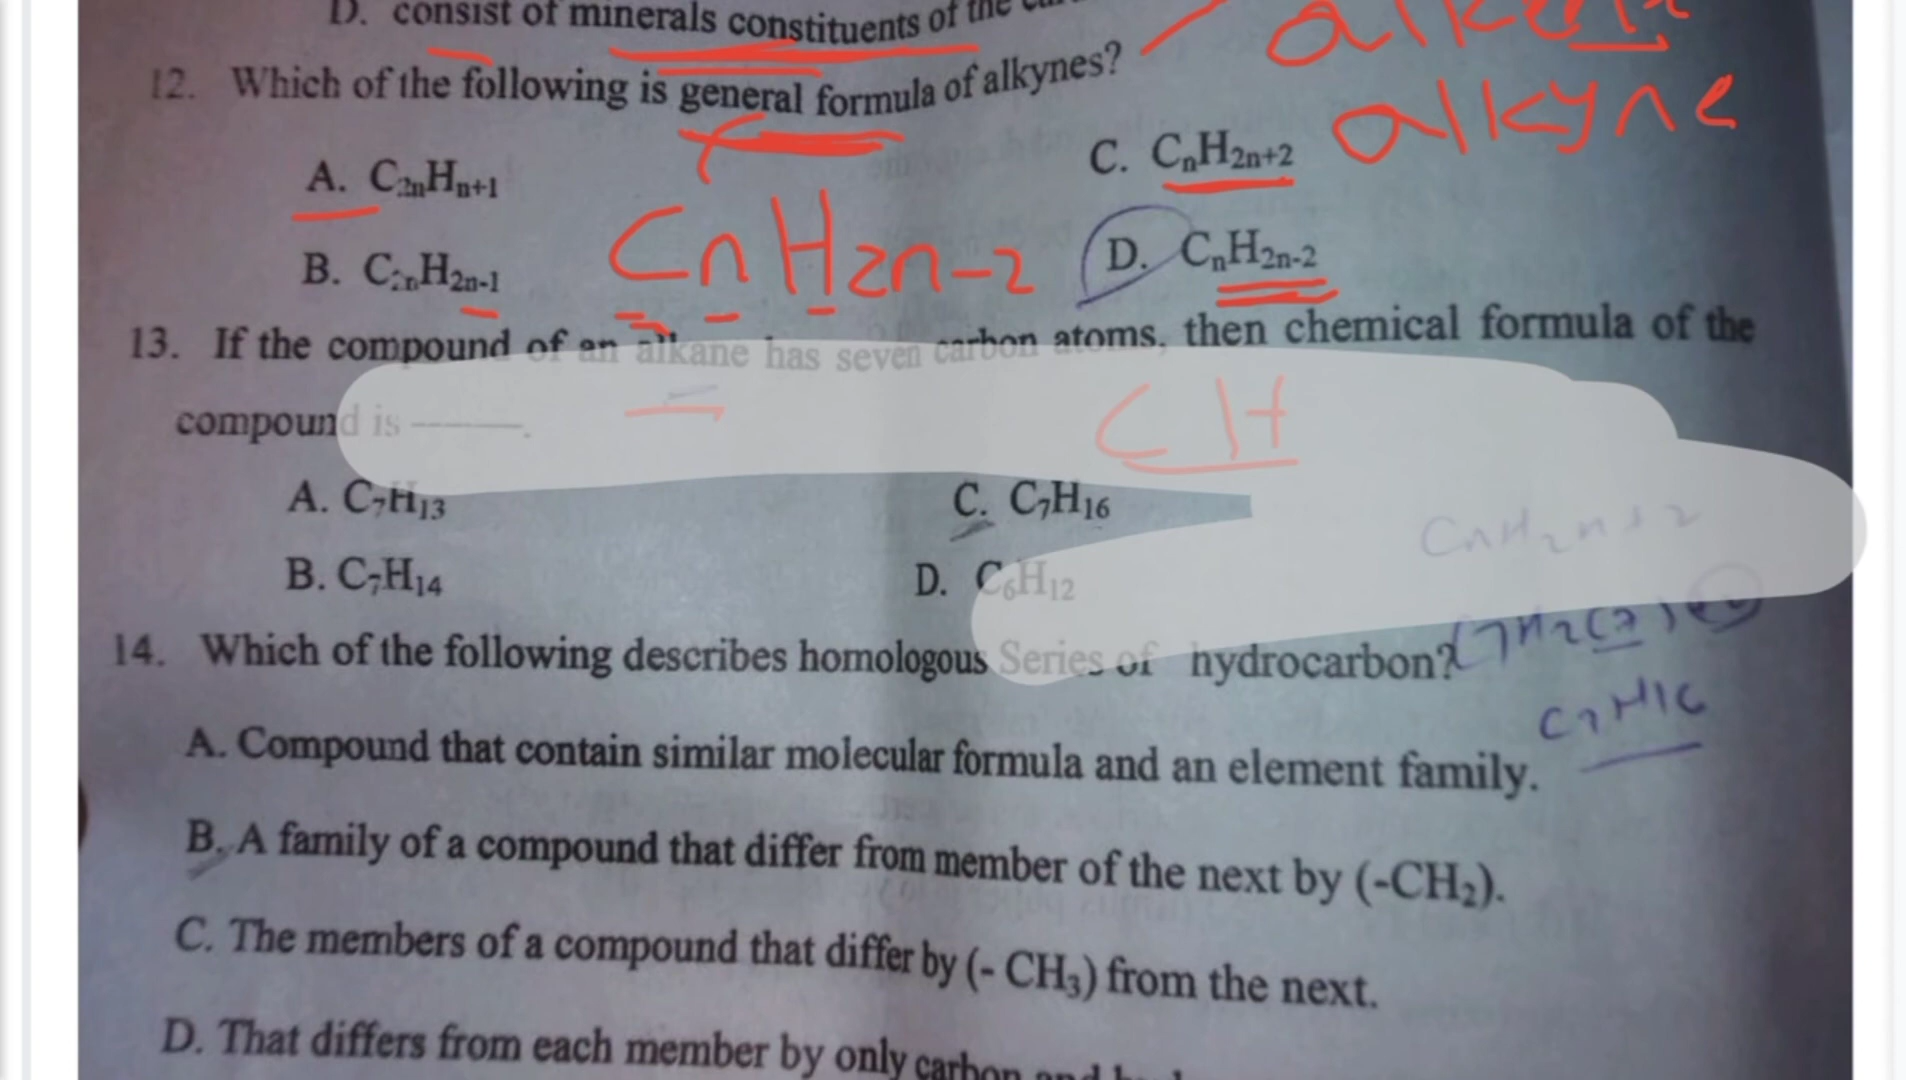 D. consist of minerals constituents of the
12. Which of the following is general formula of alkynes?
alkyne
A. C₂ₙHₙ₊₁
C. CₙH₂ₙ₊₂
CnH2n-2
B. C₂ₙH₂ₙ₋₁
D. CₙH₂ₙ₋₂
13. If the compound of an alkane has seven carbon atoms, then chemical formula of the
compound is ———.
CH
A. C₇H₁₃
C. C₇H₁₆
CnH2n+2
B. C₇H₁₄
D. C₆H₁₂
14. Which of the following describes homologous Series of hydrocarbon?
C7H16
A. Compound that contain similar molecular formula and an element family.
B. A family of a compound that differ from member of the next by (-CH₂).
C. The members of a compound that differ by (- CH₃) from the next.
D. That differs from each member by only carbon and